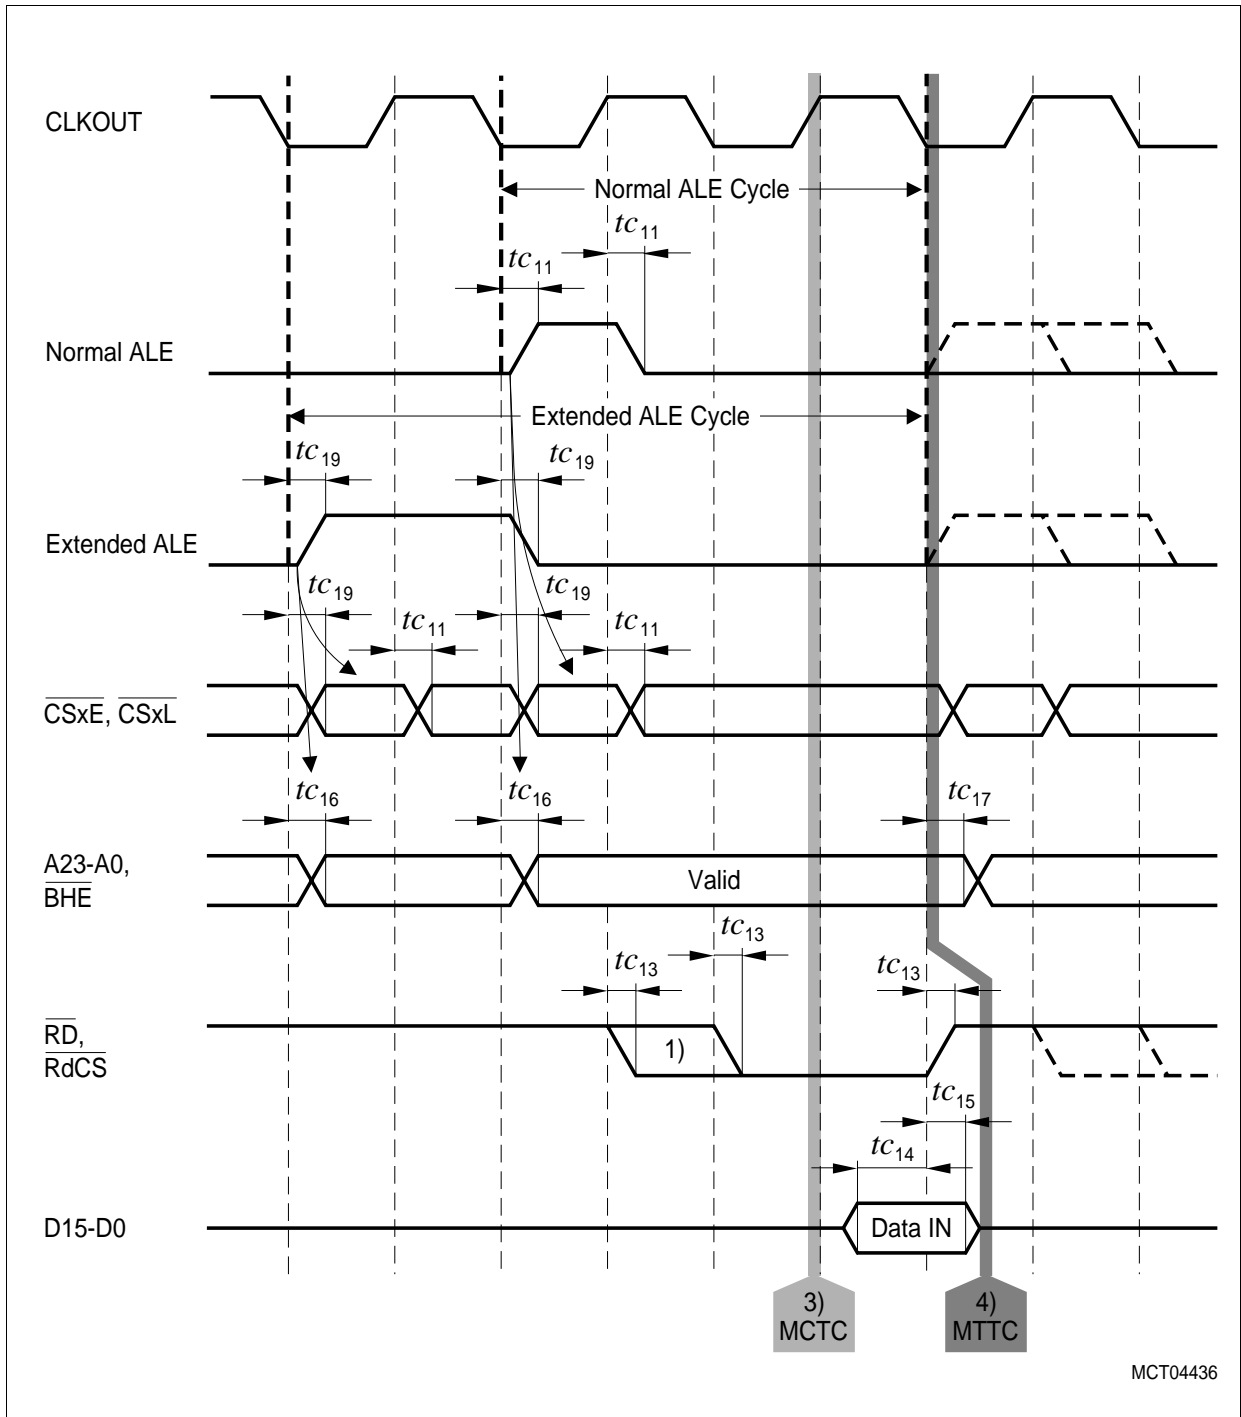 CLKOUT
Normal ALE Cycle
tc11
tc11
Normal ALE
Extended ALE Cycle
tc19
tc19
Extended ALE
tc19
tc19
tc11
tc11
CSxE, CSxL
tc16
tc16
tc17
A23-A0,
BHE
Valid
tc13
tc13
tc13
RD,
RdCS
1)
tc15
tc14
D15-D0
Data IN
3)
MCTC
4)
MTTC
MCT04436